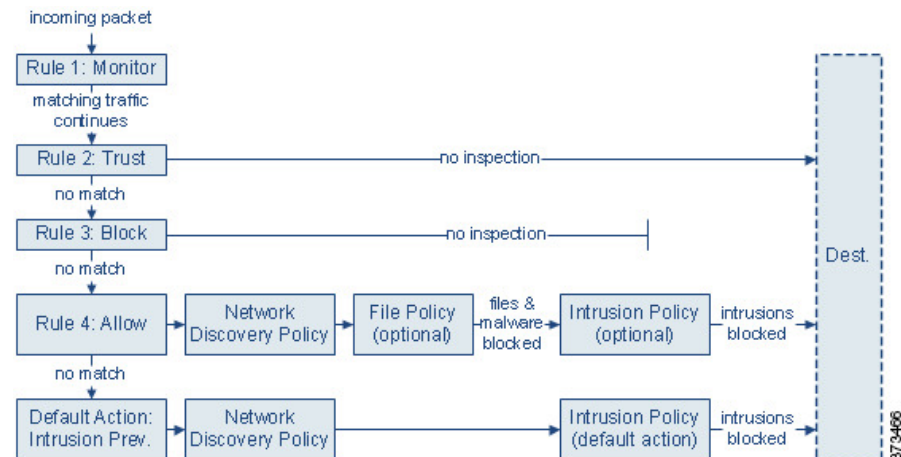 incoming packet
Rule 1: Monitor
matching traffic
continues
Rule 2: Trust
no inspection
no match
Rule 3: Block
no inspection
no match
Dest.
Rule 4: Allow
Network
Discovery Policy
File Policy
(optional)
files &
malware
blocked
Intrusion Policy
(optional)
intrusions
blocked
no match
Default Action:
Intrusion Prev.
Network
Discovery Policy
Intrusion Policy
(default action)
intrusions
blocked
373466